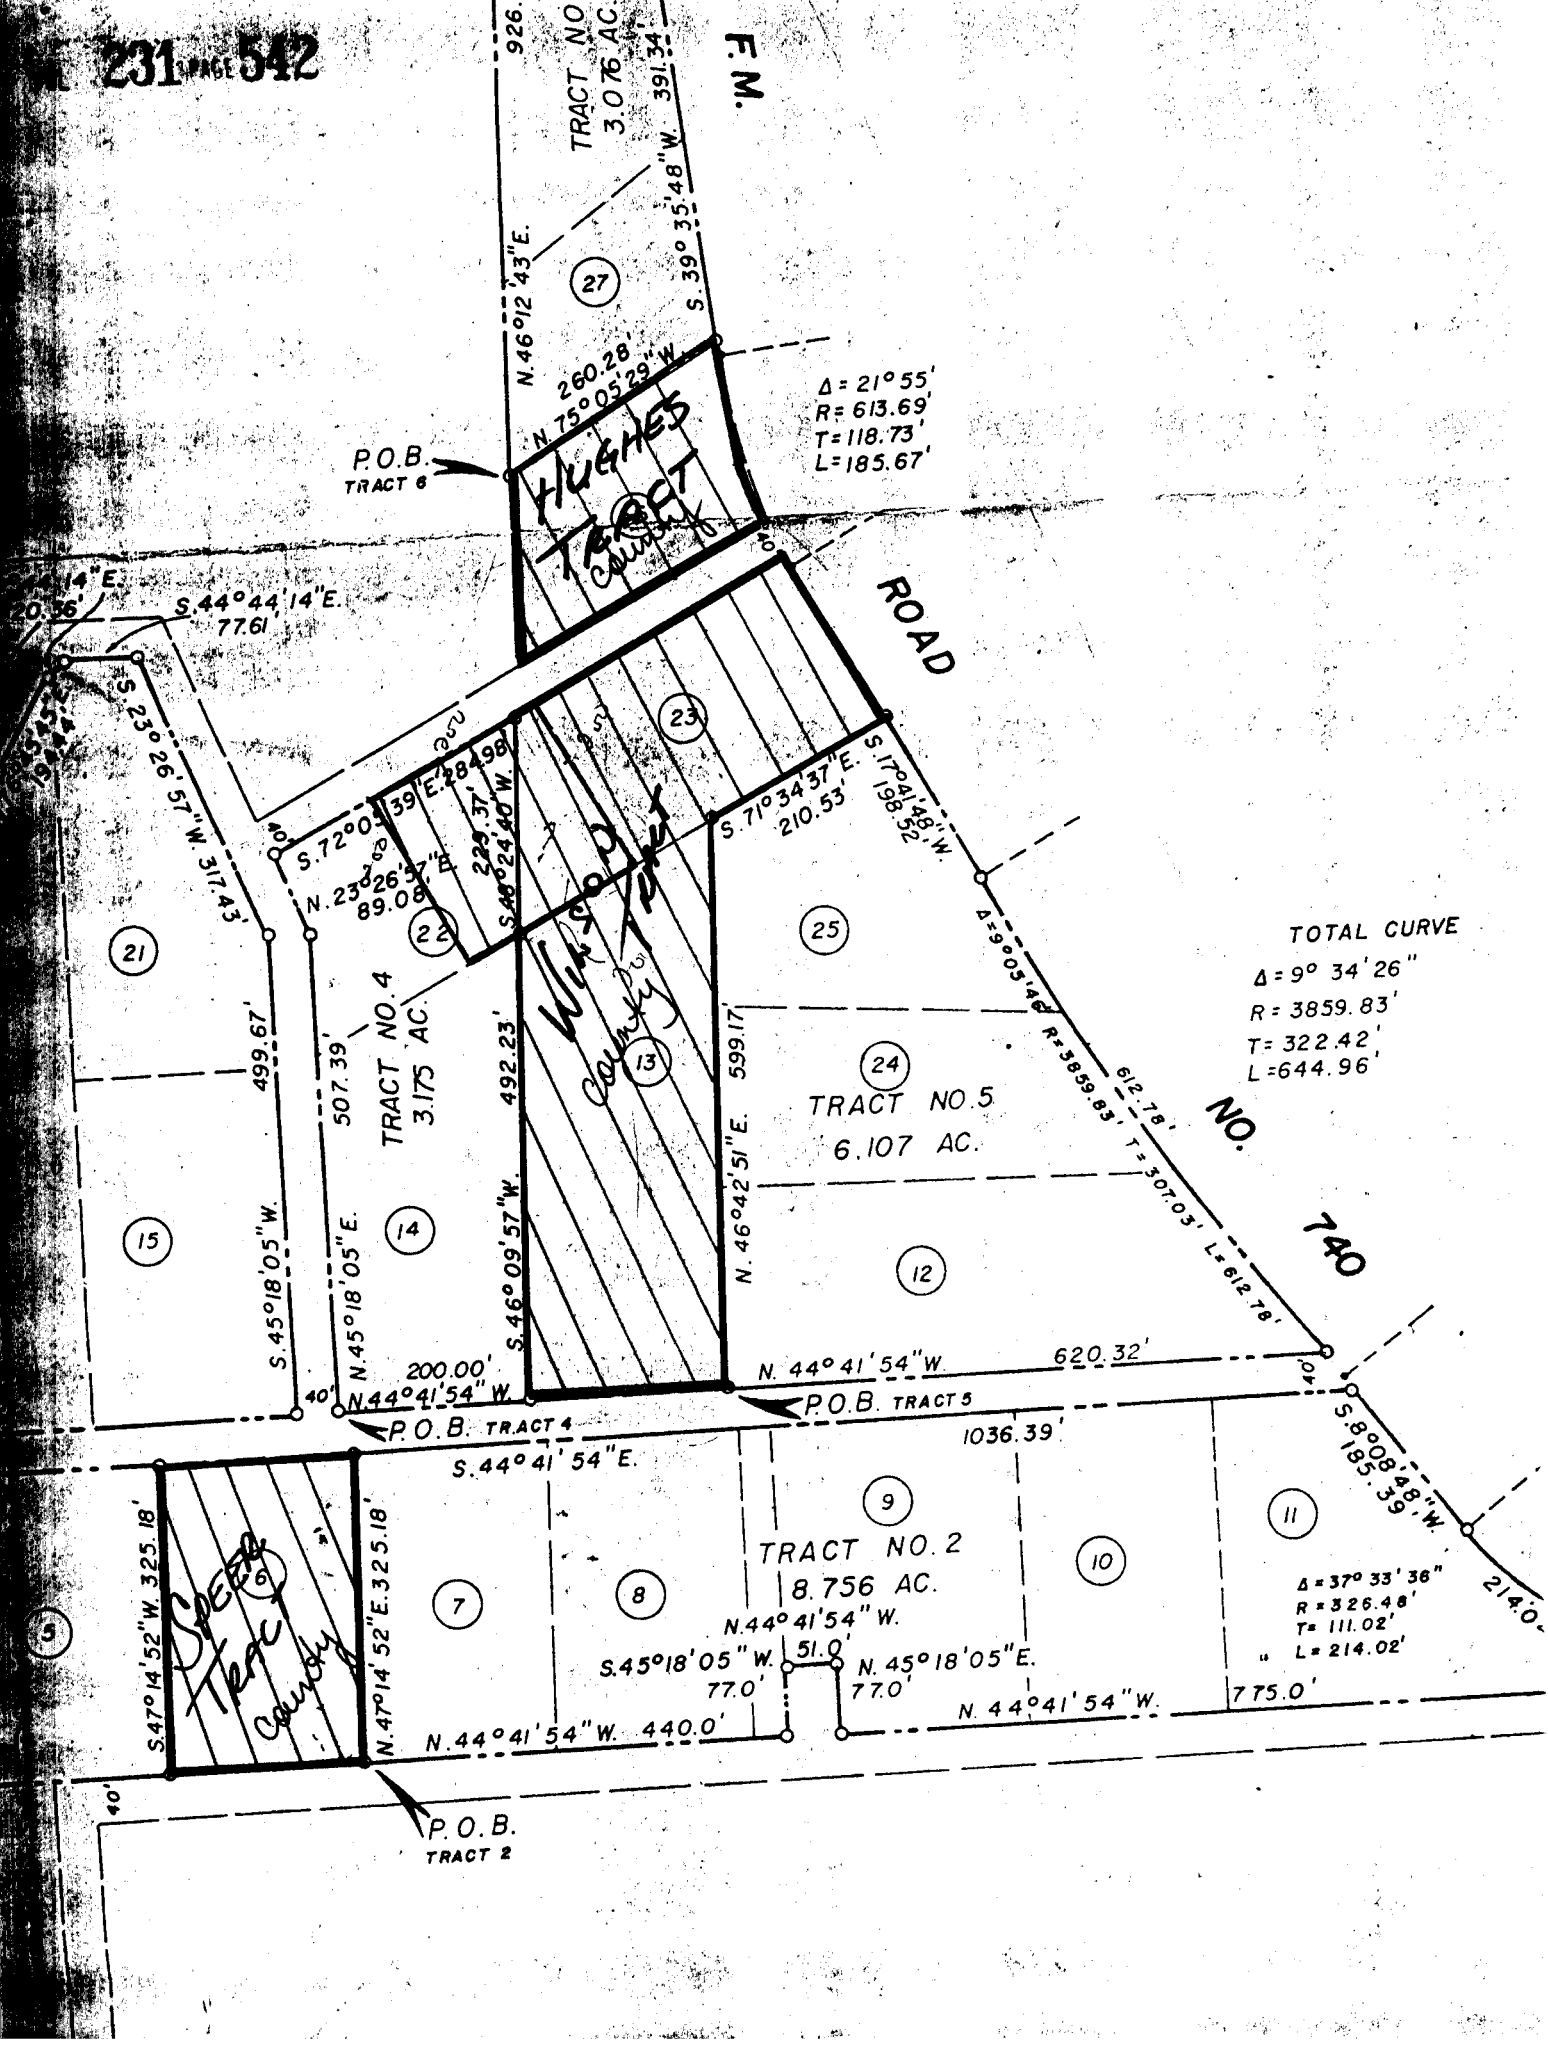 231 PAGE 542
926.
TRACT NO
3.076 AC.
391.34'
F. M.
S. 39° 35' 48" W.
N. 46° 12' 43" E.
27
260.28'
N. 75° 05' 29" W.
Δ = 21° 55'
R = 613.69'
T = 118.73'
L = 185.67'
P.O.B.
TRACT 6
HUGHES
TRACT
County
40'
ROAD
S. 44° 44' 14" E.
77.61'
S. 23° 26' 57" W. 317.43'
40'
S. 72° 05' 39" E. 284.98'
N. 23° 26' 57" E.
89.08'
229.37'
23
S. 71° 34' 37" E.
210.53'
S. 17° 41' 48" W.
198.52'
21
22
25
TOTAL CURVE
Δ = 9° 34' 26"
R = 3859.83'
T = 322.42'
L = 644.96'
Δ = 9° 05' 46" R = 3859.83' T = 307.03' L = 612.78'
612.78'
TRACT NO. 4
3.175 AC.
499.67'
507.39'
492.23'
599.17'
TRACT
County
13
24
TRACT NO. 5
6.107 AC.
NO.
740
15
14
12
S. 45° 18' 05" W.
N. 45° 18' 05" E.
S. 46° 09' 57" W.
N. 46° 42' 51" E.
200.00'
N. 44° 41' 54" W.
N. 44° 41' 54" W. 620.32'
40'
40'
P.O.B. TRACT 4
P.O.B. TRACT 5
S. 44° 41' 54" E.
1036.39'
S. 8° 08' 48" W.
185.39'
S. 47° 14' 52" W. 325.18'
N. 47° 14' 52" E. 325.18'
5
SPEER
6
TRACT
County
7
8
9
10
11
TRACT NO. 2
8.756 AC.
N. 44° 41' 54" W.
S. 45° 18' 05" W.
51.0'
N. 45° 18' 05" E.
77.0'
77.0'
Δ = 37° 33' 36"
R = 326.48'
T = 111.02'
L = 214.02'
214.0
N. 44° 41' 54" W. 440.0'
N. 44° 41' 54" W.
775.0'
40'
P.O.B.
TRACT 2